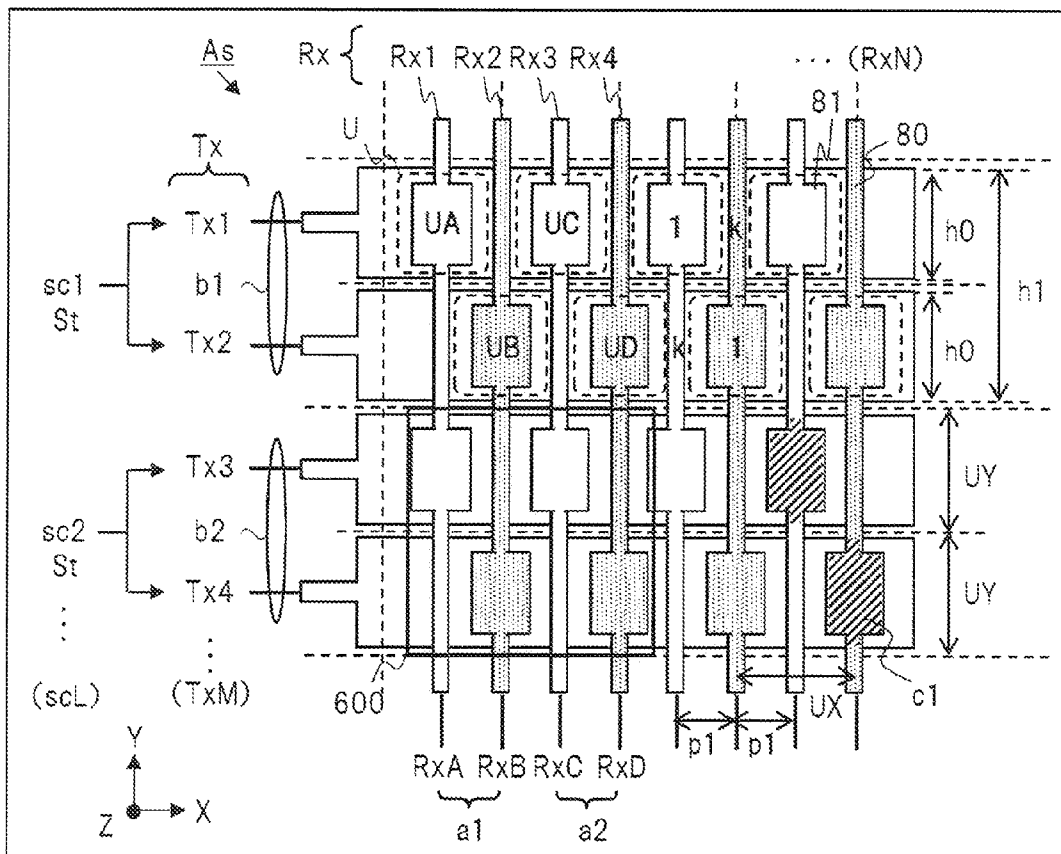 As
Rx {
Rx1 Rx2 Rx3 Rx4 ··· (RxN)
81
80
U
Tx
Tx1
UA UC 1 k
h0
h1
sc1
St
b1
Tx2
UB UD k 1
h0
Tx3
UY
sc2
St
b2
Tx4
UY
⋮ ⋮
(scL) (TxM)
600
UX
c1
p1 p1
RxA RxB RxC RxD
a1 a2
Y
Z X